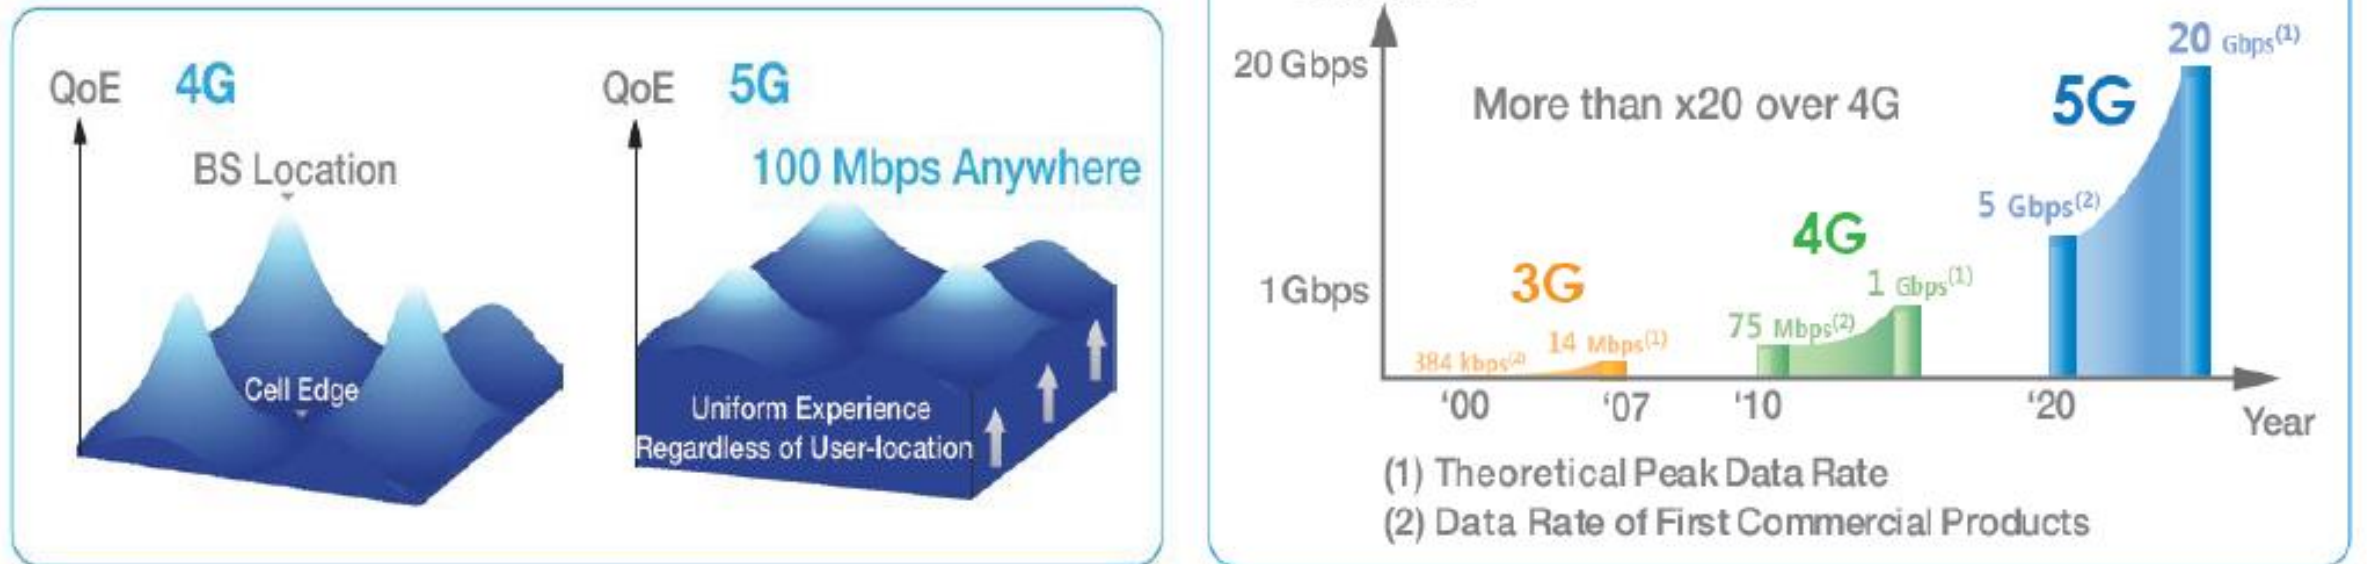 QoE 4G
BS Location
Cell Edge
QoE 5G
100 Mbps Anywhere
Uniform Experience
Regardless of User-location
20 Gbps
1 Gbps
More than x20 over 4G
3G
384 kbps(2)
14 Mbps(1)
4G
75 Mbps(2)
1 Gbps(1)
5G
5 Gbps(2)
20 Gbps(1)
‘00 ‘07 ‘10 ‘20
Year
(1) Theoretical Peak Data Rate
(2) Data Rate of First Commercial Products